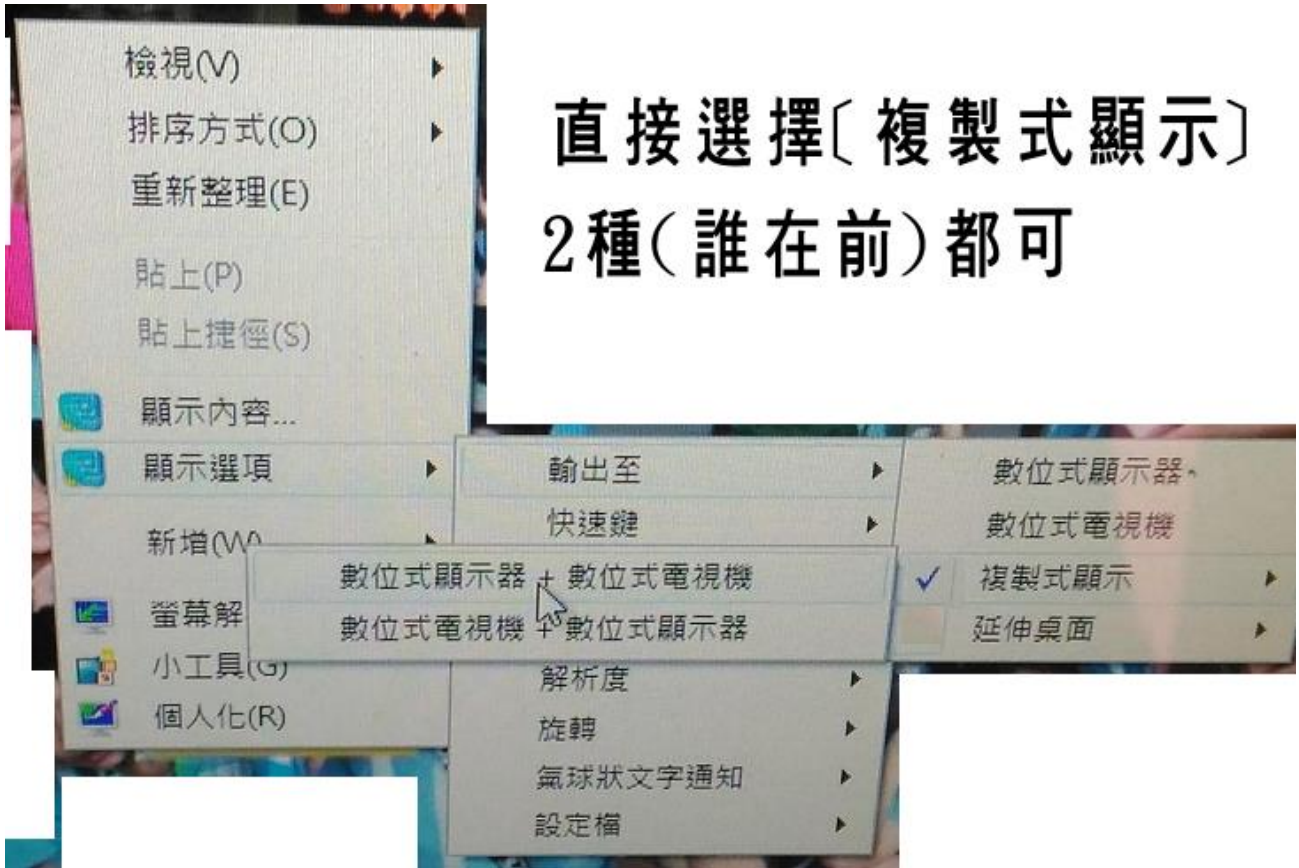 檢視(V)
排序方式(O)
重新整理(E)
貼上(P)
貼上捷徑(S)
顯示內容...
顯示選項
新增(W)
螢幕解
小工具(G)
個人化(R)
直接選擇〔複製式顯示〕
2種(誰在前)都可
輸出至
快速鍵
解析度
旋轉
氣球狀文字通知
設定檔
數位式顯示器
數位式電視機
複製式顯示
延伸桌面
數位式顯示器 + 數位式電視機
數位式電視機 + 數位式顯示器